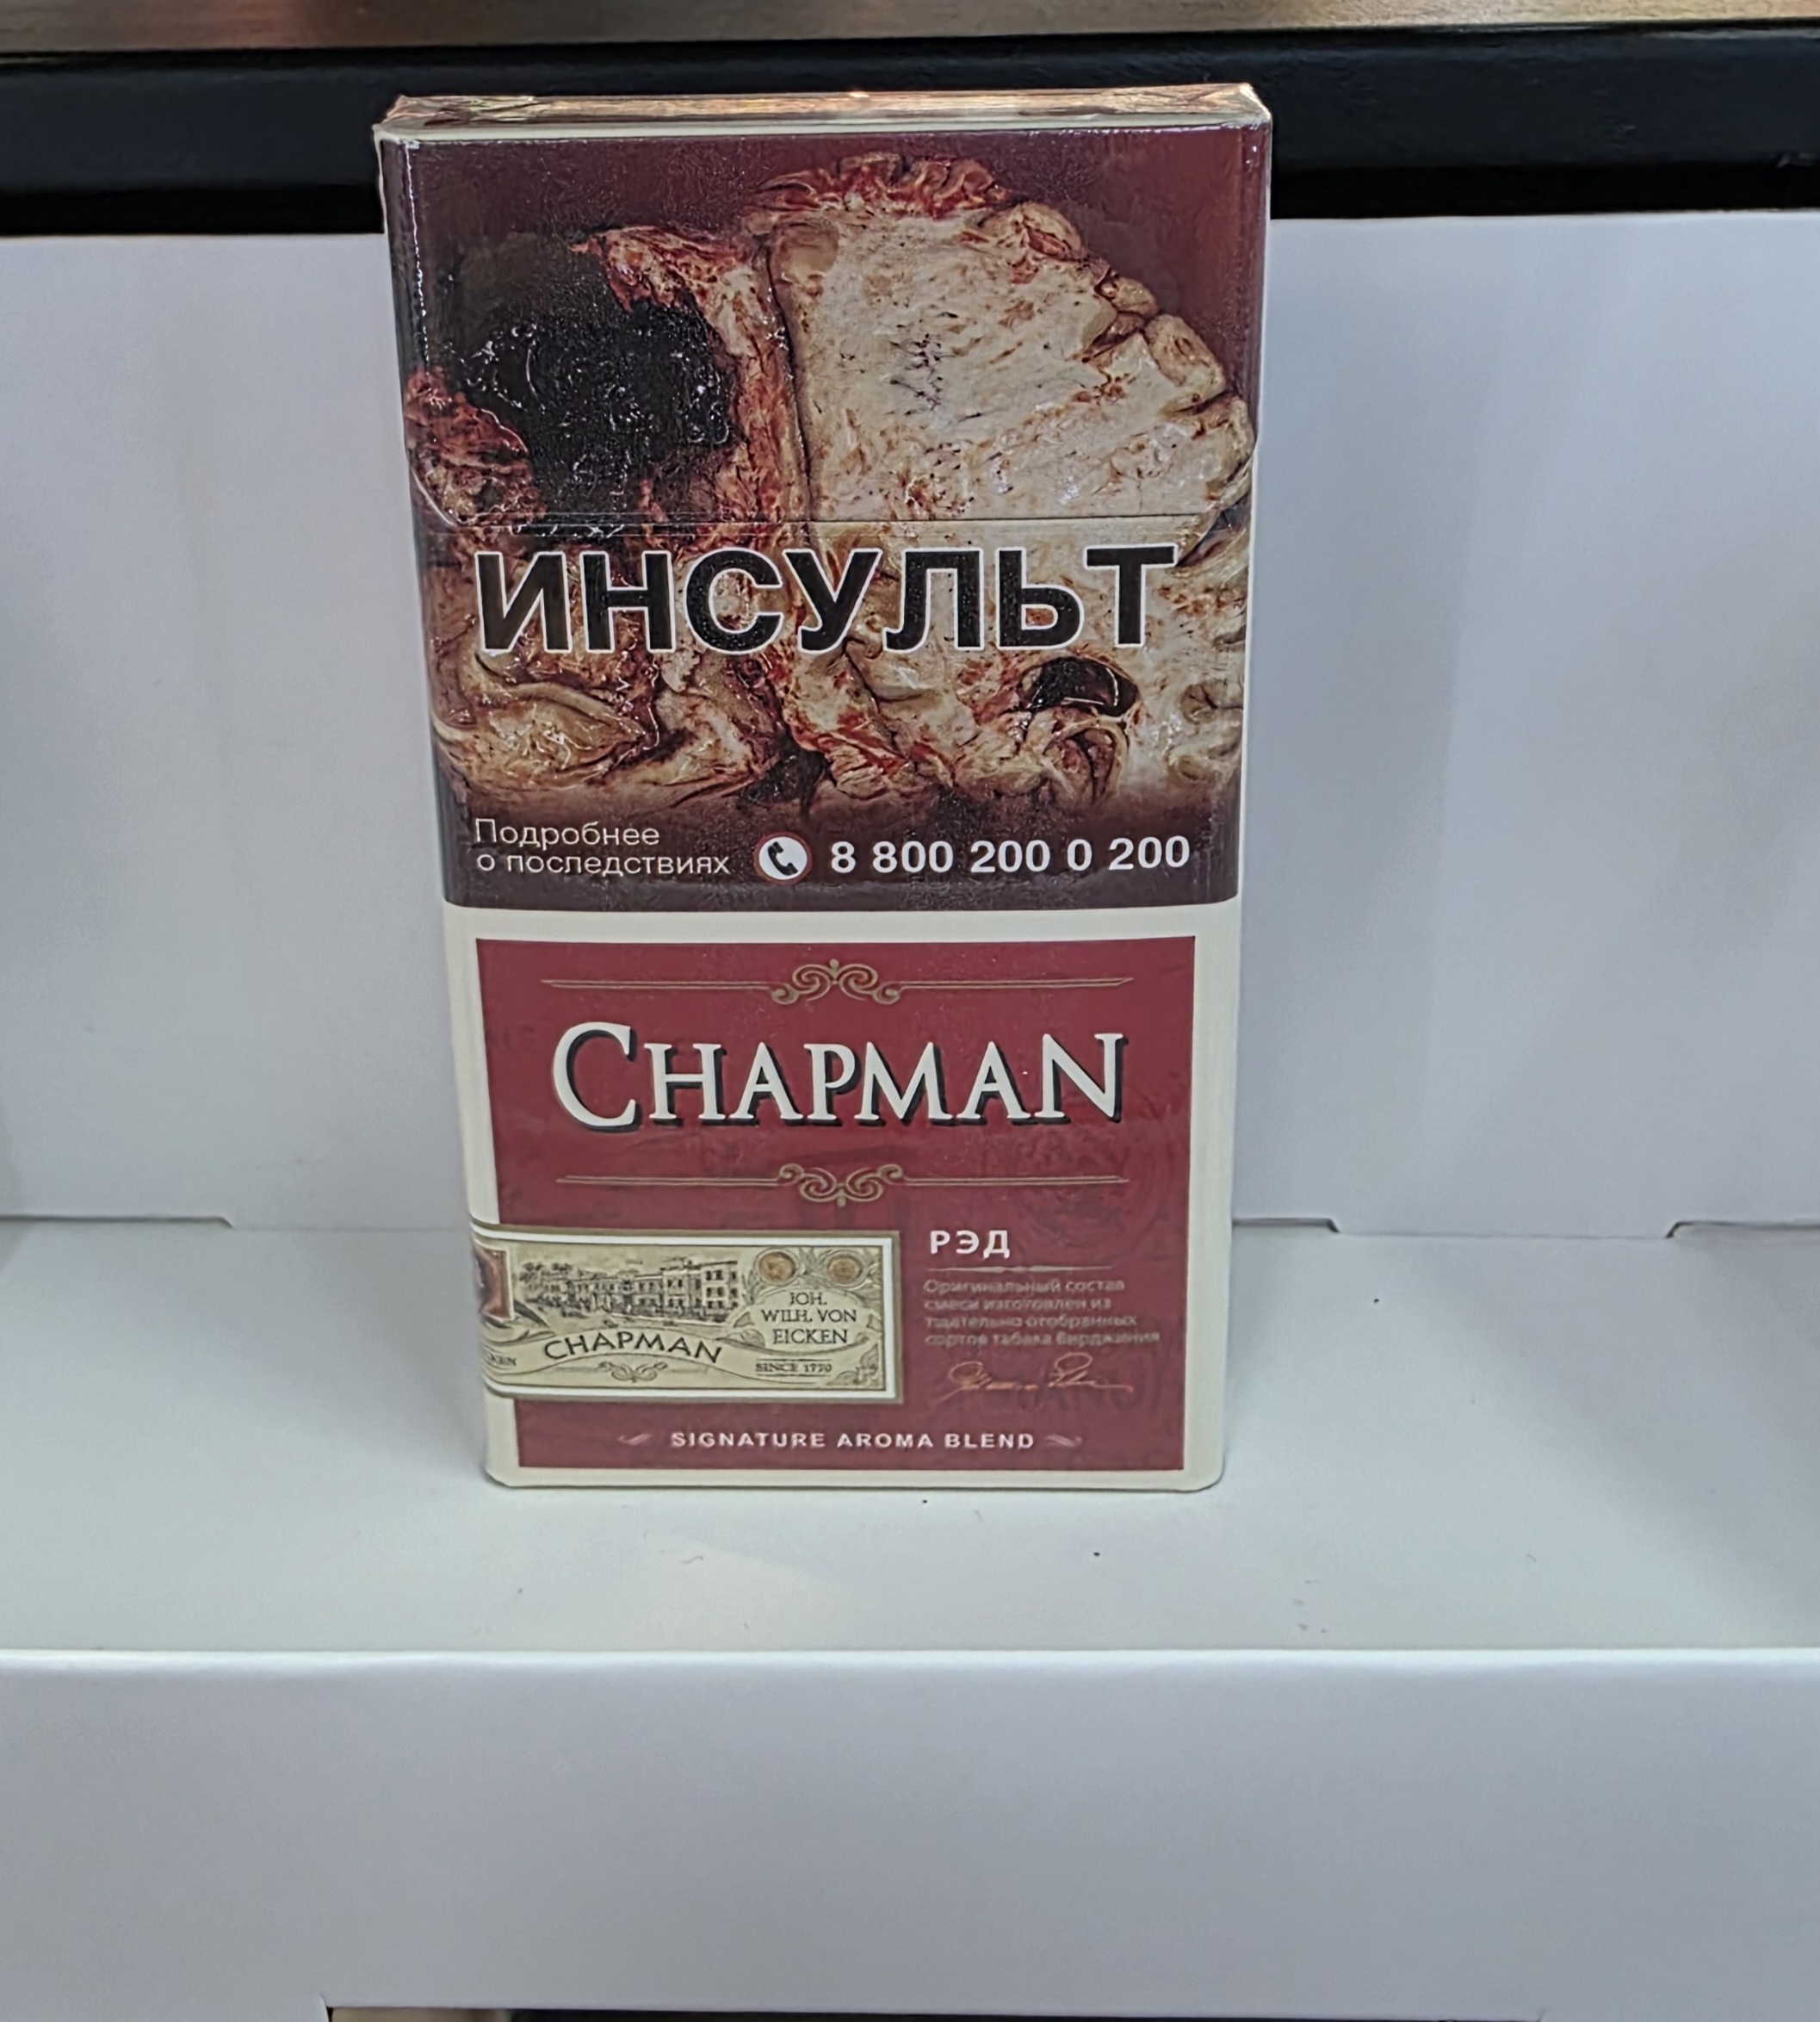 ИНСУЛЬТ
Подробнее
о последствиях
8 800 200 0 200
CHAPMAN
РЭД
Оригинальный состав
смеси изготовлен из
тщательно отобранных
сортов табака Вирджиния
JOH.
WILH. VON
EICKEN
CHAPMAN
SINCE 1770
SIGNATURE AROMA BLEND